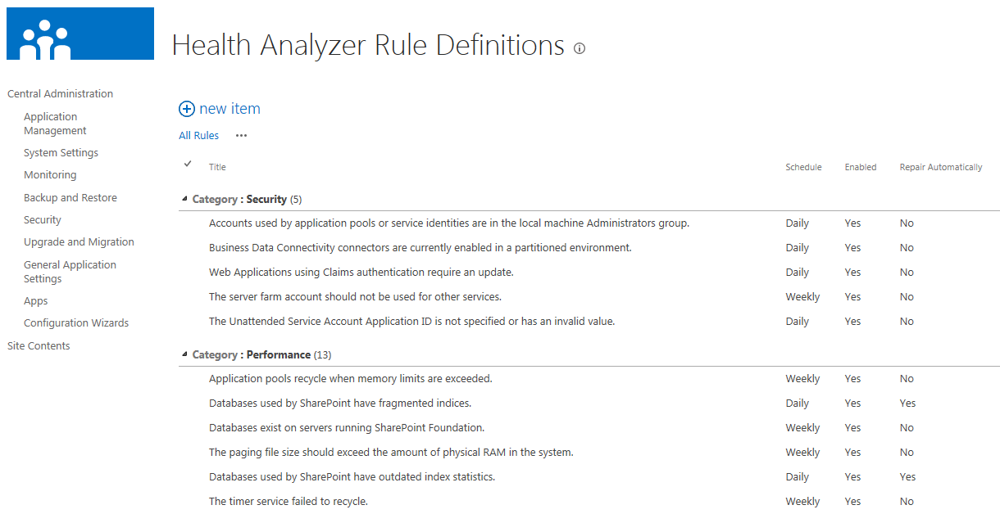 Health Analyzer Rule Definitions
Central Administration
Application
Management
System Settings
Monitoring
Backup and Restore
Security
Upgrade and Migration
General Application
Settings
Apps
Configuration Wizards
Site Contents
new item
All Rules ...
Title Schedule Enabled Repair Automatically
Category : Security (5)
Accounts used by application pools or service identities are in the local machine Administrators group. Daily Yes No
Business Data Connectivity connectors are currently enabled in a partitioned environment. Daily Yes No
Web Applications using Claims authentication require an update. Daily Yes No
The server farm account should not be used for other services. Weekly Yes No
The Unattended Service Account Application ID is not specified or has an invalid value. Daily Yes No
Category : Performance (13)
Application pools recycle when memory limits are exceeded. Weekly Yes No
Databases used by SharePoint have fragmented indices. Daily Yes Yes
Databases exist on servers running SharePoint Foundation. Weekly Yes No
The paging file size should exceed the amount of physical RAM in the system. Weekly Yes No
Databases used by SharePoint have outdated index statistics. Daily Yes Yes
The timer service failed to recycle. Weekly Yes No